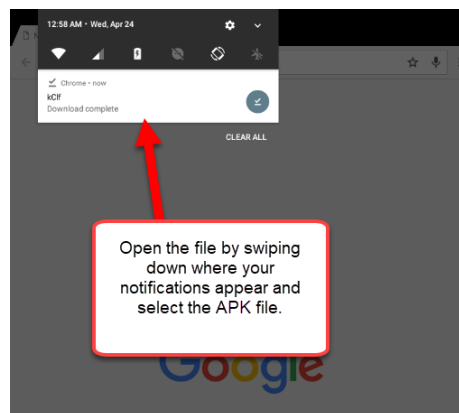 12:58 AM • Wed, Apr 24
N
Chrome • now
kClf
Download complete
CLEAR ALL
Open the file by swiping
down where your
notifications appear and
select the APK file.
Google